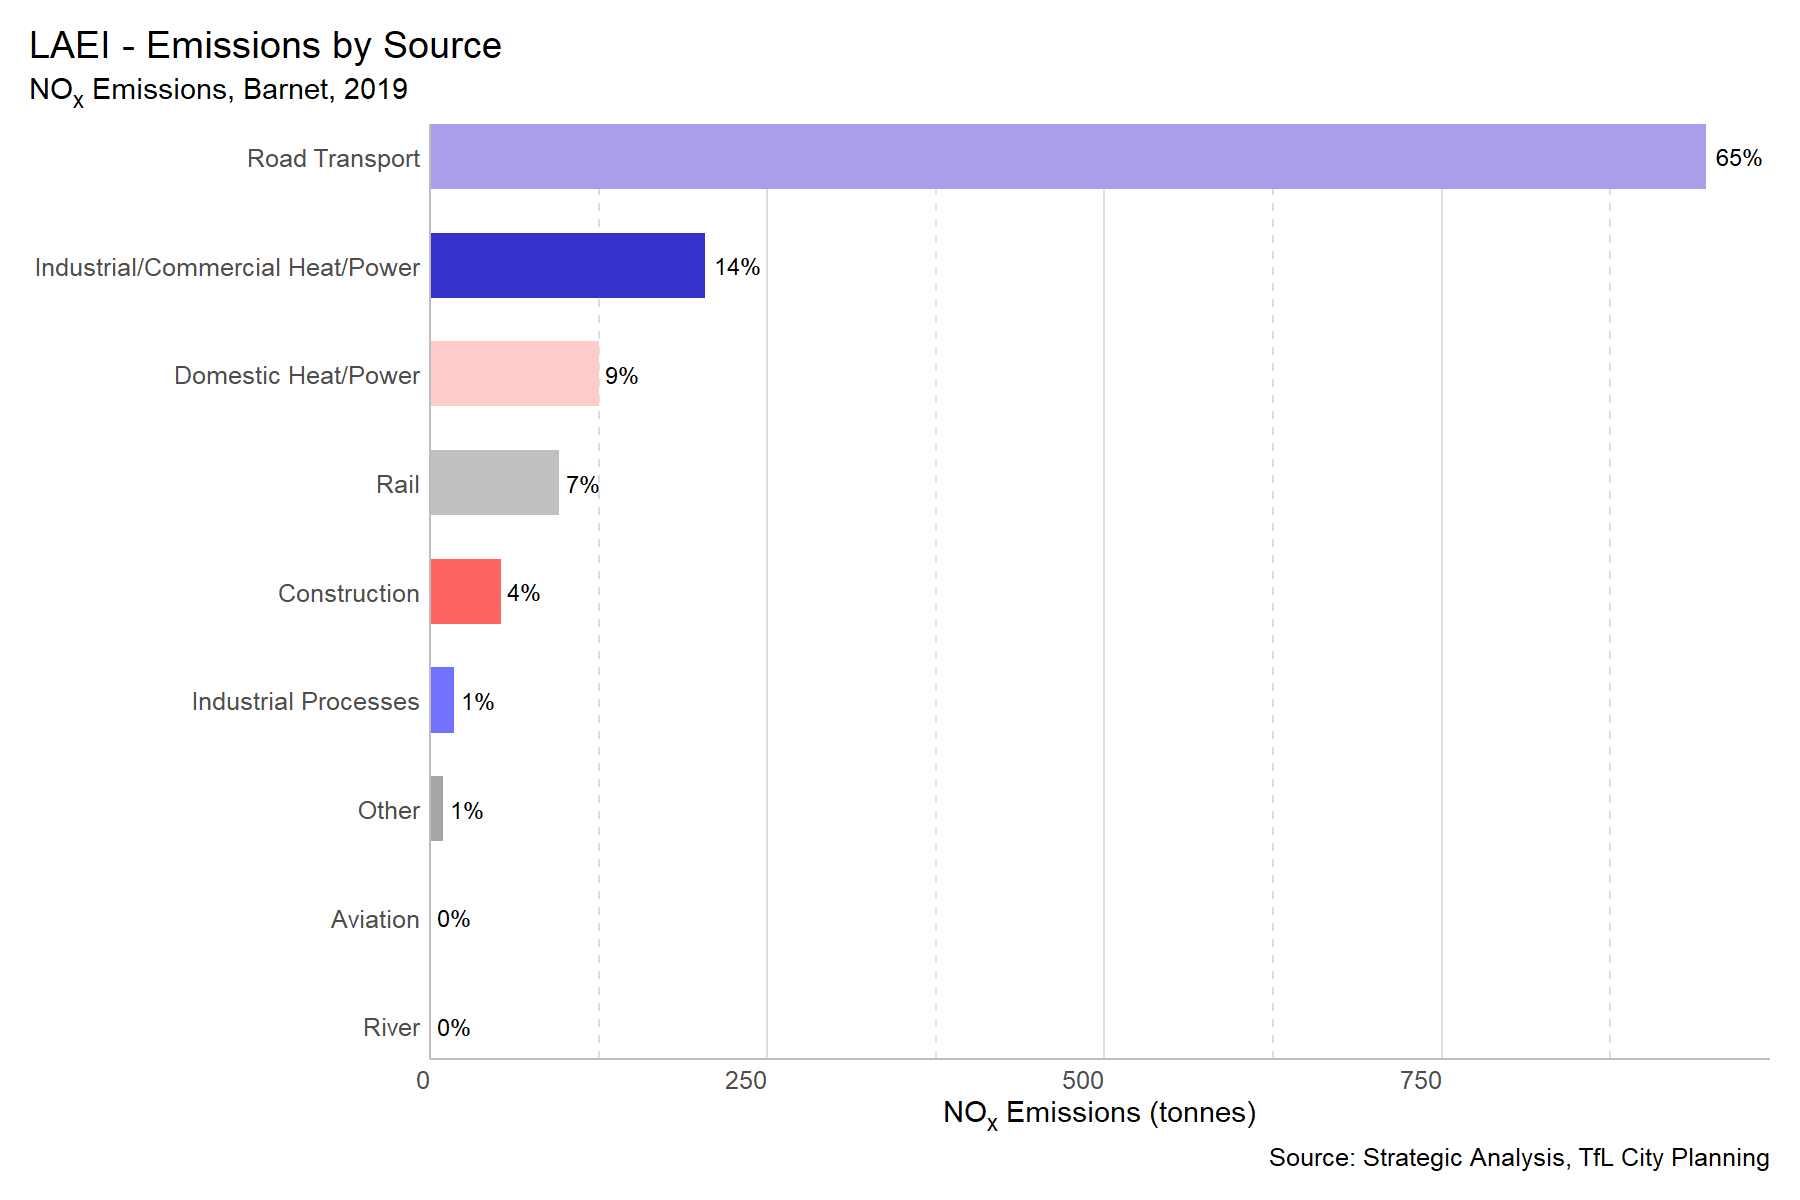 LAEI - Emissions by Source
NOx Emissions, Barnet, 2019
Road Transport 65%
Industrial/Commercial Heat/Power 14%
Domestic Heat/Power 9%
Rail 7%
Construction 4%
Industrial Processes 1%
Other 1%
Aviation 0%
River 0%
0 250 500 750
NOx Emissions (tonnes)
Source: Strategic Analysis, TfL City Planning